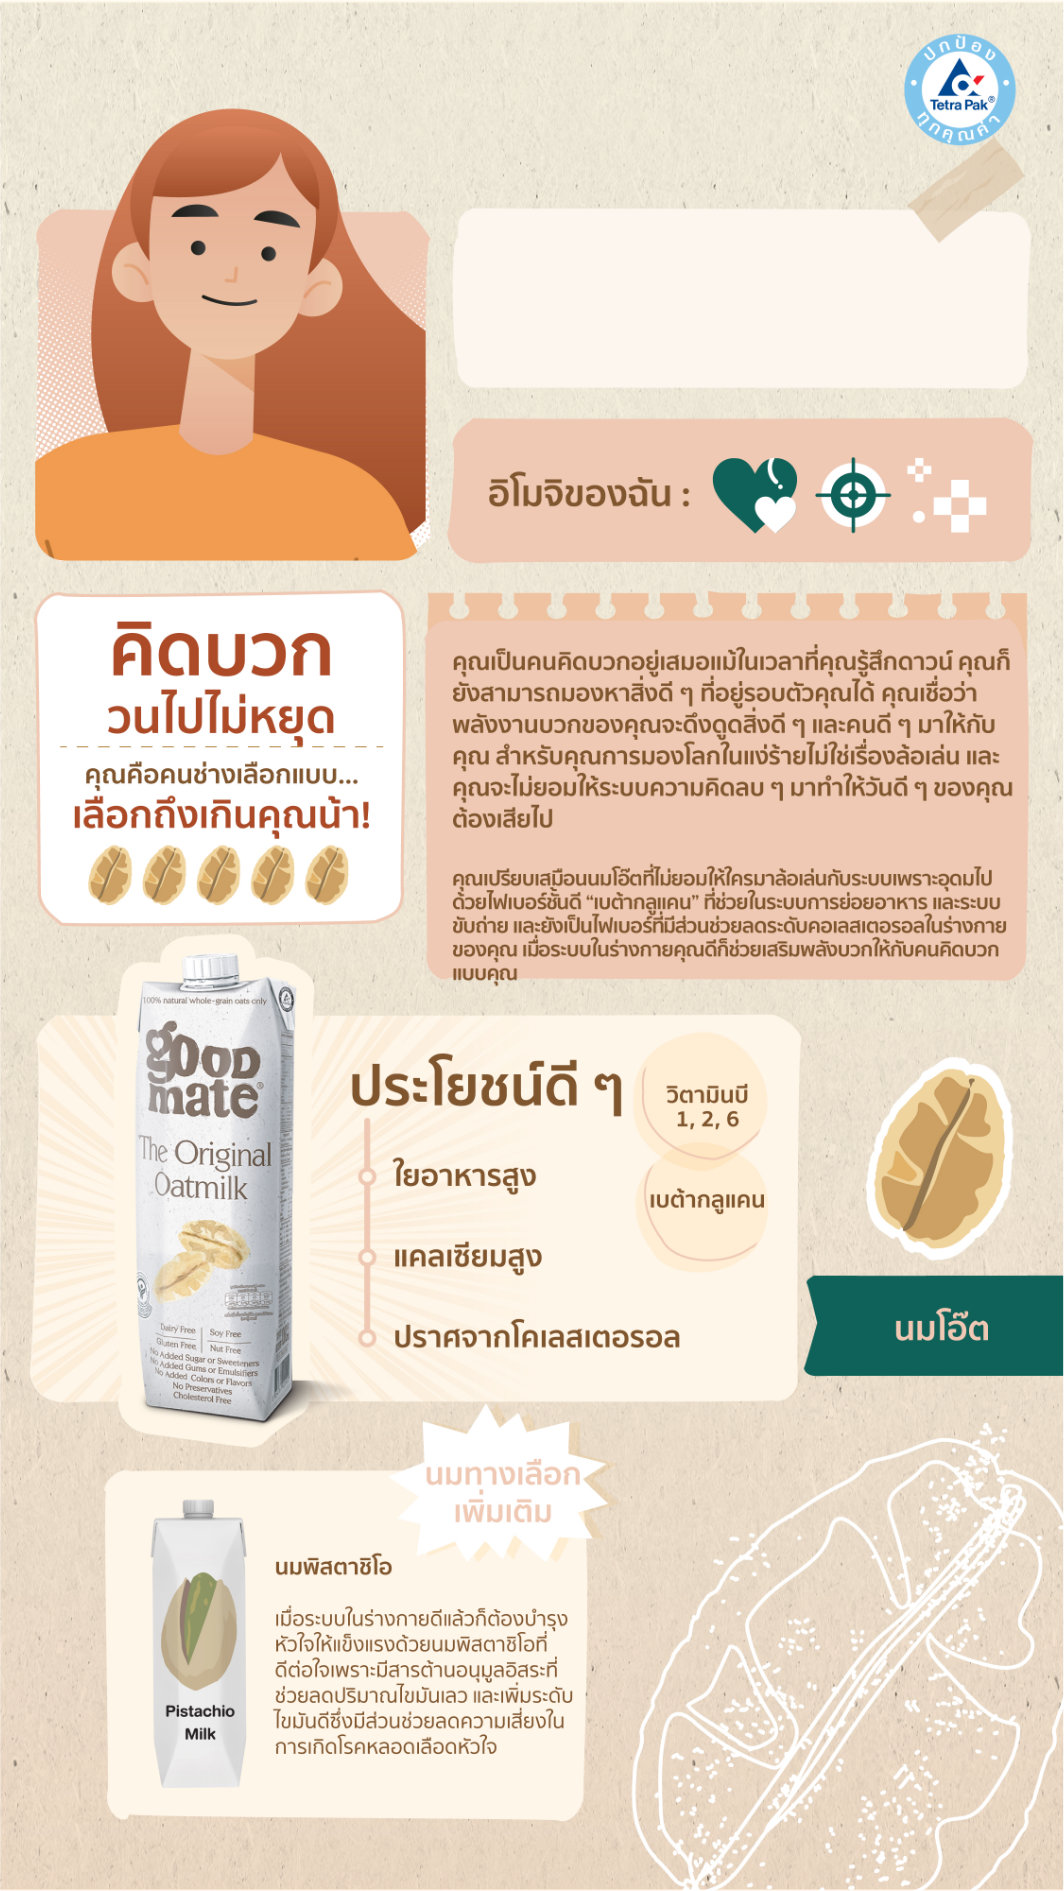 ปกป้อง
Tetra Pak®
ทุกคุณค่า
อิโมจิของฉัน :
คิดบวก
วนไปไม่หยุด
คุณคือคนช่างเลือกแบบ...
เลือกถึงเกินคุณน้า!
คุณเป็นคนคิดบวกอยู่เสมอแม้ในเวลาที่คุณรู้สึกดาวน์ คุณก็
ยังสามารถมองหาสิ่งดี ๆ ที่อยู่รอบตัวคุณได้ คุณเชื่อว่า
พลังงานบวกของคุณจะดึงดูดสิ่งดี ๆ และคนดี ๆ มาให้กับ
คุณ สำหรับคุณการมองโลกในแง่ร้ายไม่ใช่เรื่องล้อเล่น และ
คุณจะไม่ยอมให้ระบบความคิดลบ ๆ มาทำให้วันดี ๆ ของคุณ
ต้องเสียไป
คุณเปรียบเสมือนนมโอ๊ตที่ไม่ยอมให้ใครมาล้อเล่นกับระบบเพราะอุดมไป
ด้วยไฟเบอร์ชั้นดี “เบต้ากลูแคน” ที่ช่วยในระบบการย่อยอาหาร และระบบ
ขับถ่าย และยังเป็นไฟเบอร์ที่มีส่วนช่วยลดระดับคอเลสเตอรอลในร่างกาย
ของคุณ เมื่อระบบในร่างกายคุณดีก็ช่วยเสริมพลังบวกให้กับคนคิดบวก
แบบคุณ
100% natural whole-grain oats only
good
mate®
The Original
Oatmilk
Dairy Free
Soy Free
Gluten Free
Nut Free
No Added Sugar or Sweeteners
No Added Gums or Emulsifiers
No Added Colors or Flavors
No Preservatives
Cholesterol Free
ประโยชน์ดี ๆ
วิตามินบี
1, 2, 6
ใยอาหารสูง
เบต้ากลูแคน
แคลเซียมสูง
ปราศจากโคเลสเตอรอล
นมโอ๊ต
นมทางเลือก
เพิ่มเติม
นมพิสตาชิโอ
เมื่อระบบในร่างกายดีแล้วก็ต้องบำรุง
หัวใจให้แข็งแรงด้วยนมพิสตาชิโอที่
ดีต่อใจเพราะมีสารต้านอนุมูลอิสระที่
ช่วยลดปริมาณไขมันเลว และเพิ่มระดับ
ไขมันดีซึ่งมีส่วนช่วยลดความเสี่ยงใน
การเกิดโรคหลอดเลือดหัวใจ
Pistachio
Milk